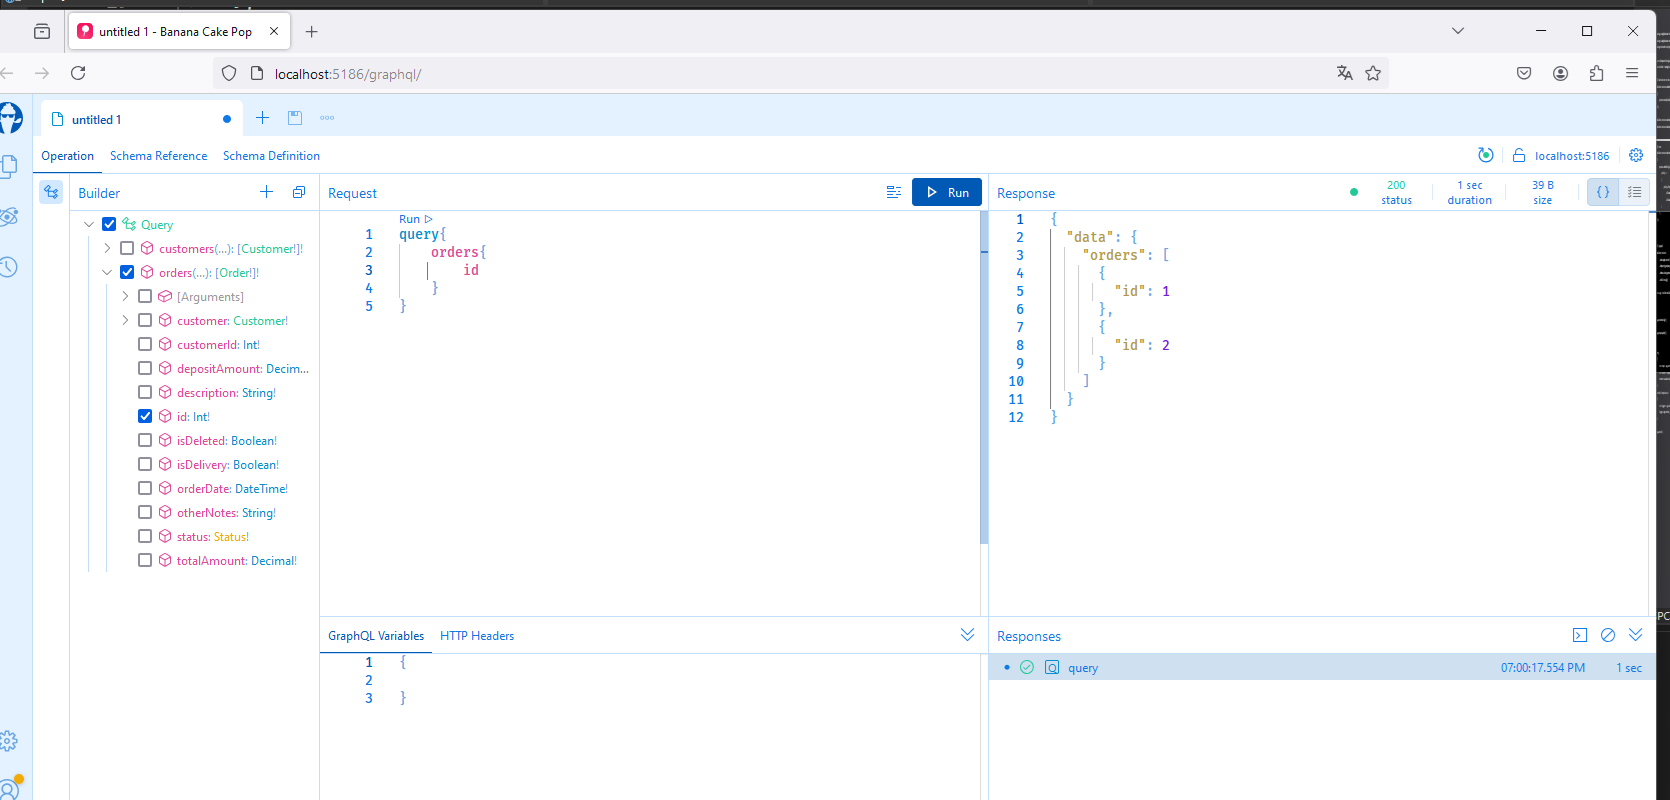 untitled 1 - Banana Cake Pop
localhost:5186/graphql/
untitled 1
Operation
Schema Reference
Schema Definition
localhost:5186
Builder
Query
customers(...): [Customer!]!
orders(...): [Order!]!
[Arguments]
customer: Customer!
customerId: Int!
depositAmount: Decim...
description: String!
id: Int!
isDeleted: Boolean!
isDelivery: Boolean!
orderDate: DateTime!
otherNotes: String!
status: Status!
totalAmount: Decimal!
Request
Run
Run ▷
1 query{
2 orders{
3 id
4 }
5 }
GraphQL Variables
HTTP Headers
1 {
2
3 }
Response
200 status
1 sec duration
39 B size
{ }
1 {
2 "data": {
3 "orders": [
4 {
5 "id": 1
6 },
7 {
8 "id": 2
9 }
10 ]
11 }
12 }
Responses
query 07:00:17.554 PM 1 sec
PC